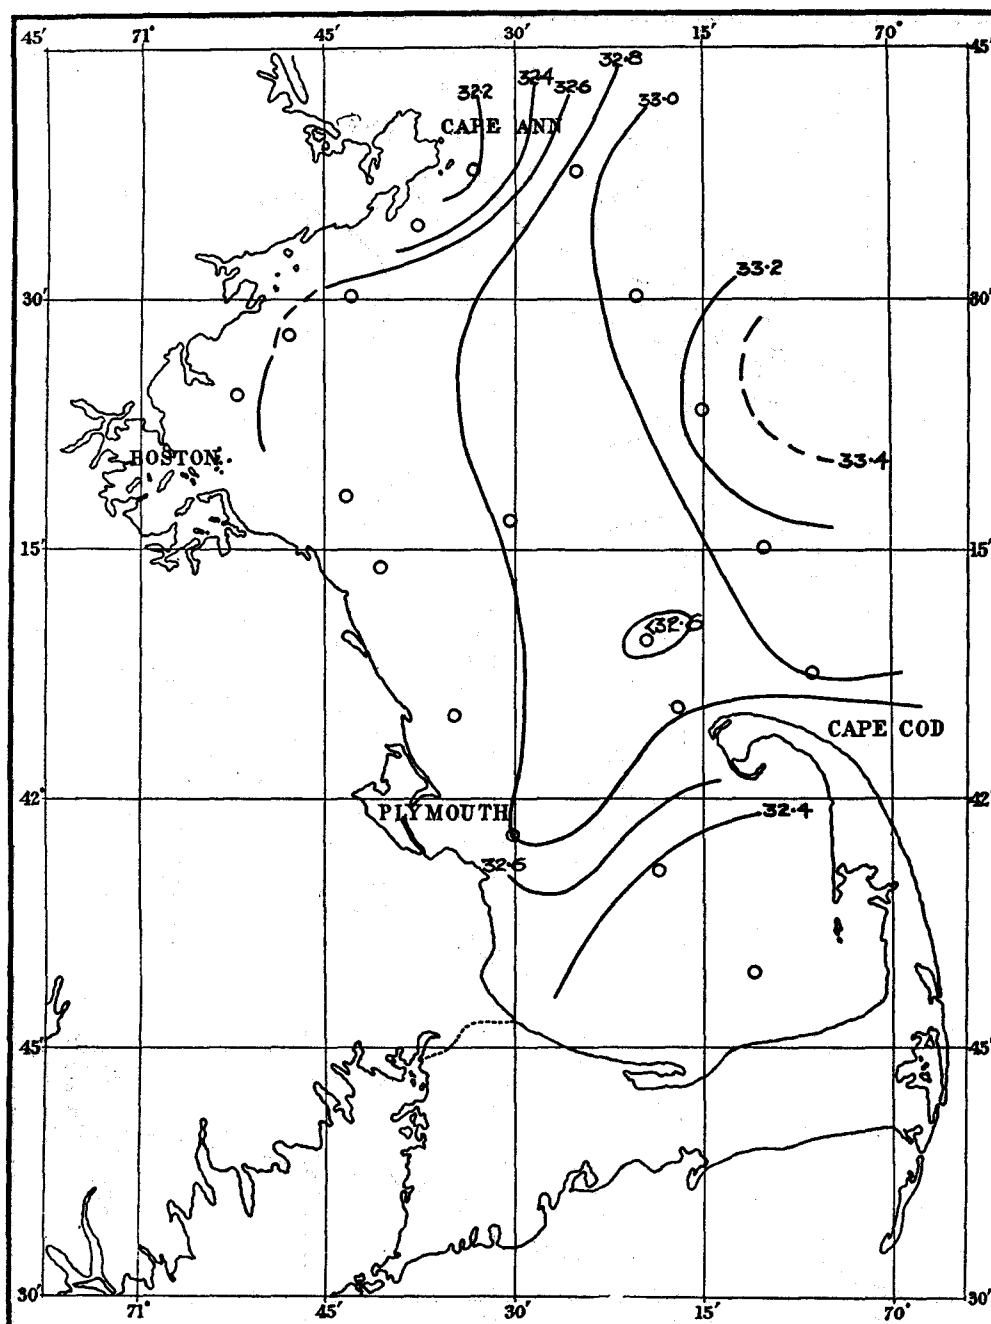 45′ 71° 45′ 30′ 15′ 70° 45′
32·8
32·2 32·4 32·6
33·0
CAPE ANN
33·2
30′ 30′
33·4
BOSTON
15′ 15′
<32·6
CAPE COD
42° 42°
PLYMOUTH
32·4
32·6
45′ 45′
30′ 30′
71° 45′ 30′ 15′ 70°